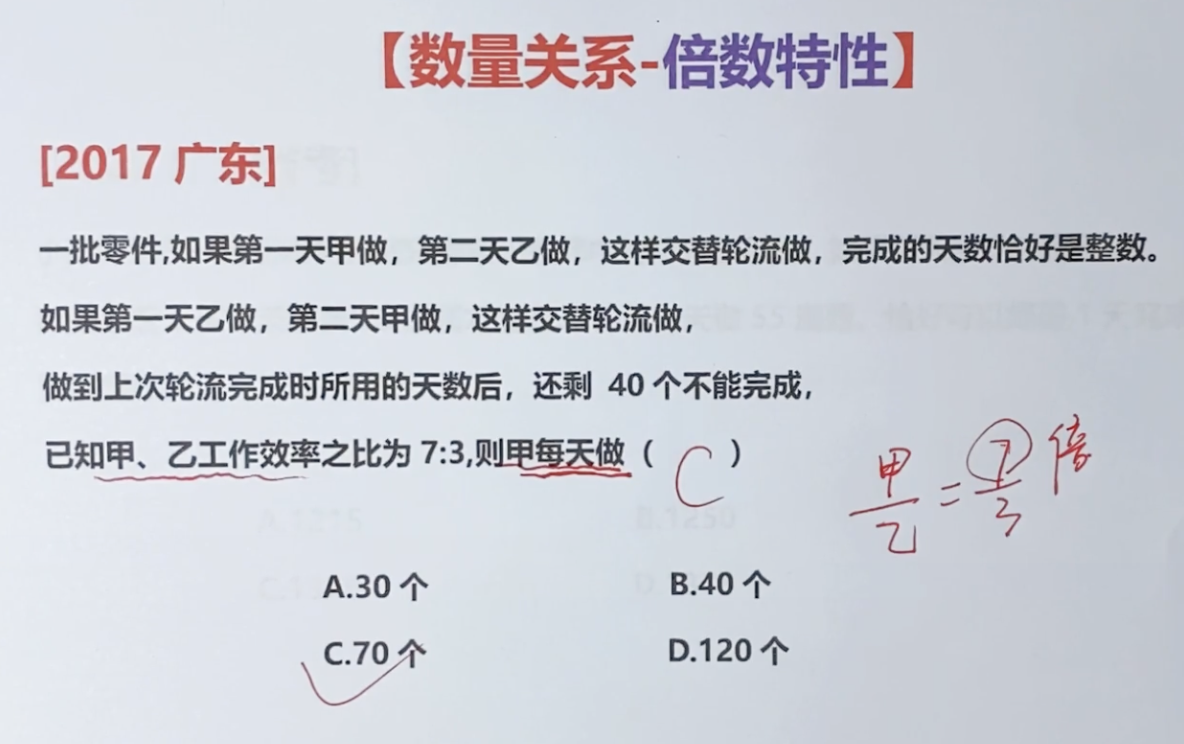 【数量关系-倍数特性】
[2017 广东]
一批零件,如果第一天甲做，第二天乙做，这样交替轮流做，完成的天数恰好是整数。
如果第一天乙做，第二天甲做，这样交替轮流做，
做到上次轮流完成时所用的天数后，还剩 40 个不能完成，
已知甲、乙工作效率之比为 7:3,则甲每天做（ C ）
甲/乙 = 7/3 倍
A.30 个 B.40 个
C.70 个 D.120 个